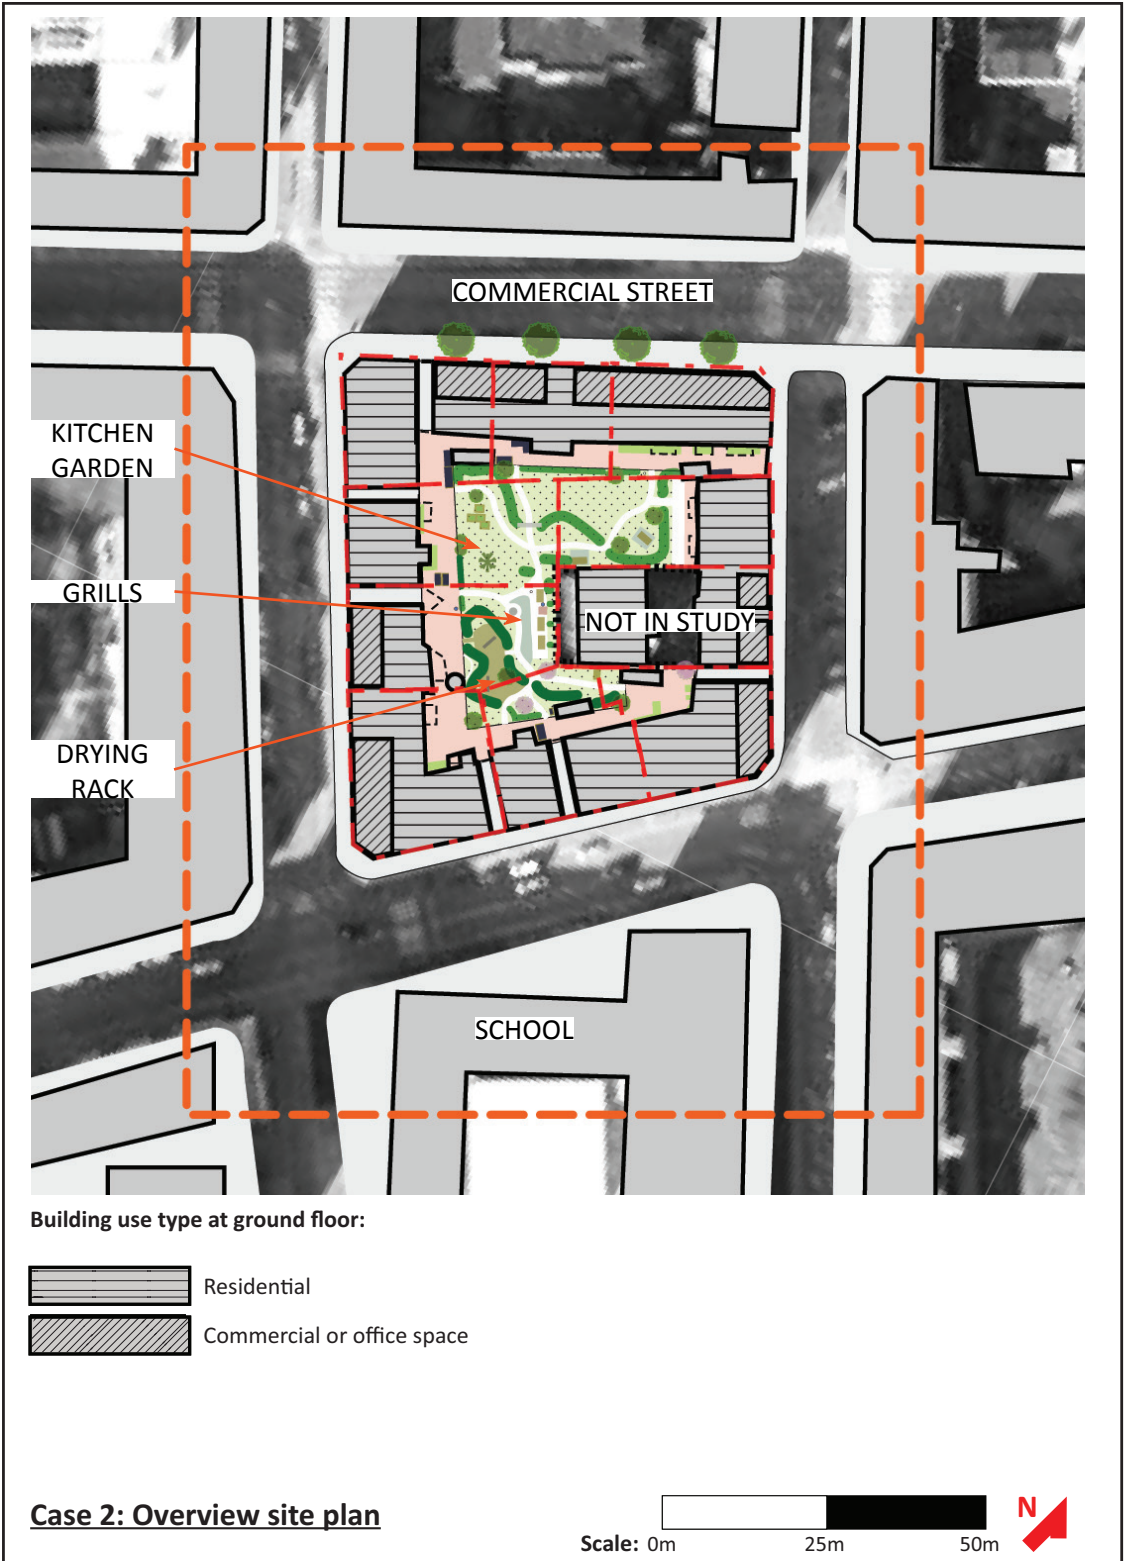 COMMERCIAL STREET
KITCHEN
GARDEN
GRILLS
NOT IN STUDY
DRYING
RACK
SCHOOL
Building use type at ground floor:
Residential
Commercial or office space
Case 2: Overview site plan
Scale: 0m 25m 50m
N